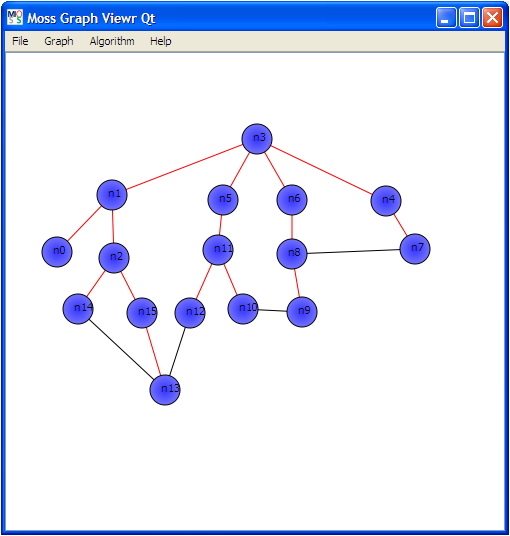 MOSS Moss Graph Viewr Qt
File Graph Algorithm Help
n3
n1 n5 n6 n4
n0 n2 n11 n8 n7
n14 n15 n12 n10 n9
n13